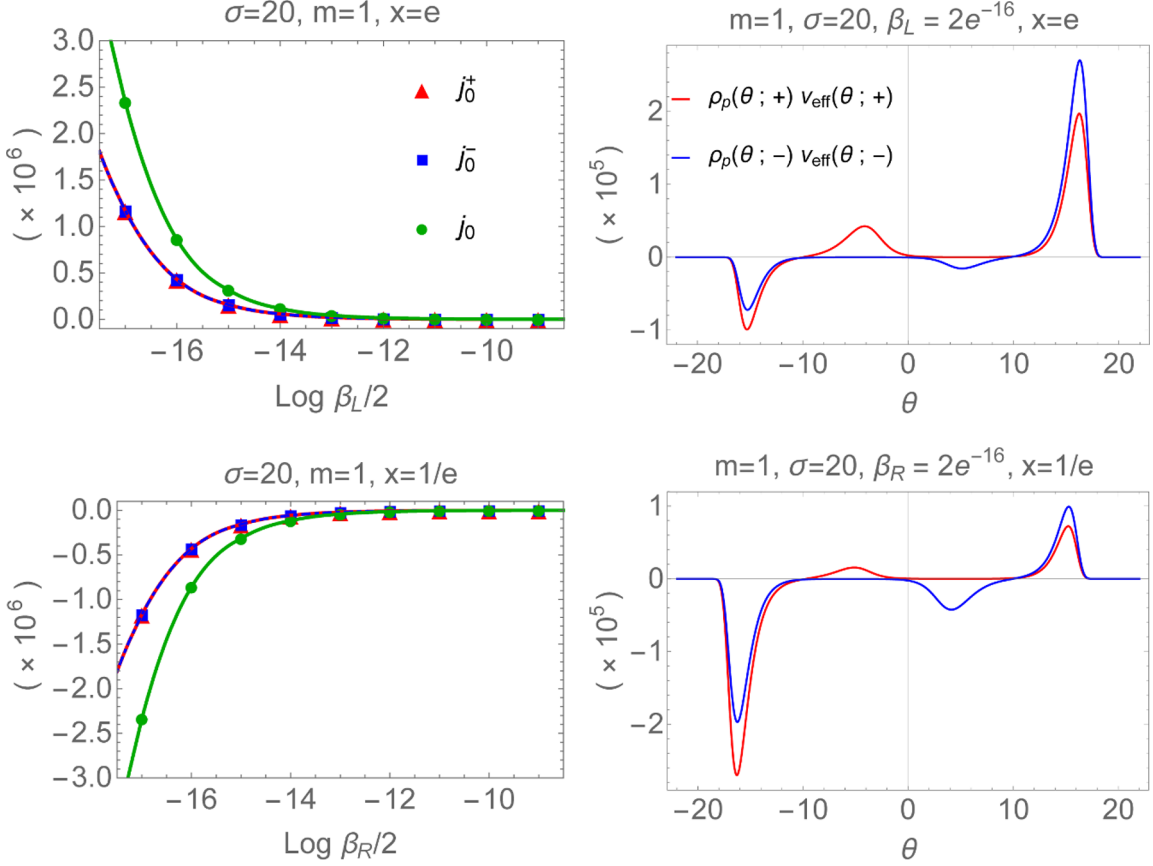 σ=20, m=1, x=e
3.0
2.5
2.0
1.5
1.0
0.5
0.0
( × 10⁶ )
j₀⁺
j₀⁻
j₀
−16 −14 −12 −10
Log β_L/2
m=1, σ=20, β_L = 2e⁻¹⁶, x=e
ρ_p(θ ; +) v_eff(θ ; +)
ρ_p(θ ; −) v_eff(θ ; −)
2
1
0
−1
( × 10⁵ )
−20 −10 0 10 20
θ
σ=20, m=1, x=1/e
0.0
−0.5
−1.0
−1.5
−2.0
−2.5
−3.0
( × 10⁶ )
−16 −14 −12 −10
Log β_R/2
m=1, σ=20, β_R = 2e⁻¹⁶, x=1/e
1
0
−1
−2
( × 10⁵ )
−20 −10 0 10 20
θ